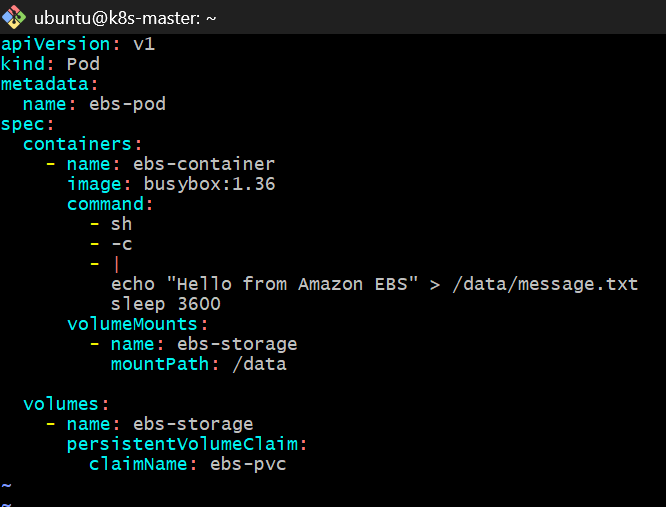 ubuntu@k8s-master: ~
apiVersion: v1
kind: Pod
metadata:
  name: ebs-pod
spec:
  containers:
    - name: ebs-container
      image: busybox:1.36
      command:
        - sh
        - -c
        - |
          echo "Hello from Amazon EBS" > /data/message.txt
          sleep 3600
      volumeMounts:
        - name: ebs-storage
          mountPath: /data

  volumes:
    - name: ebs-storage
      persistentVolumeClaim:
        claimName: ebs-pvc
~
~